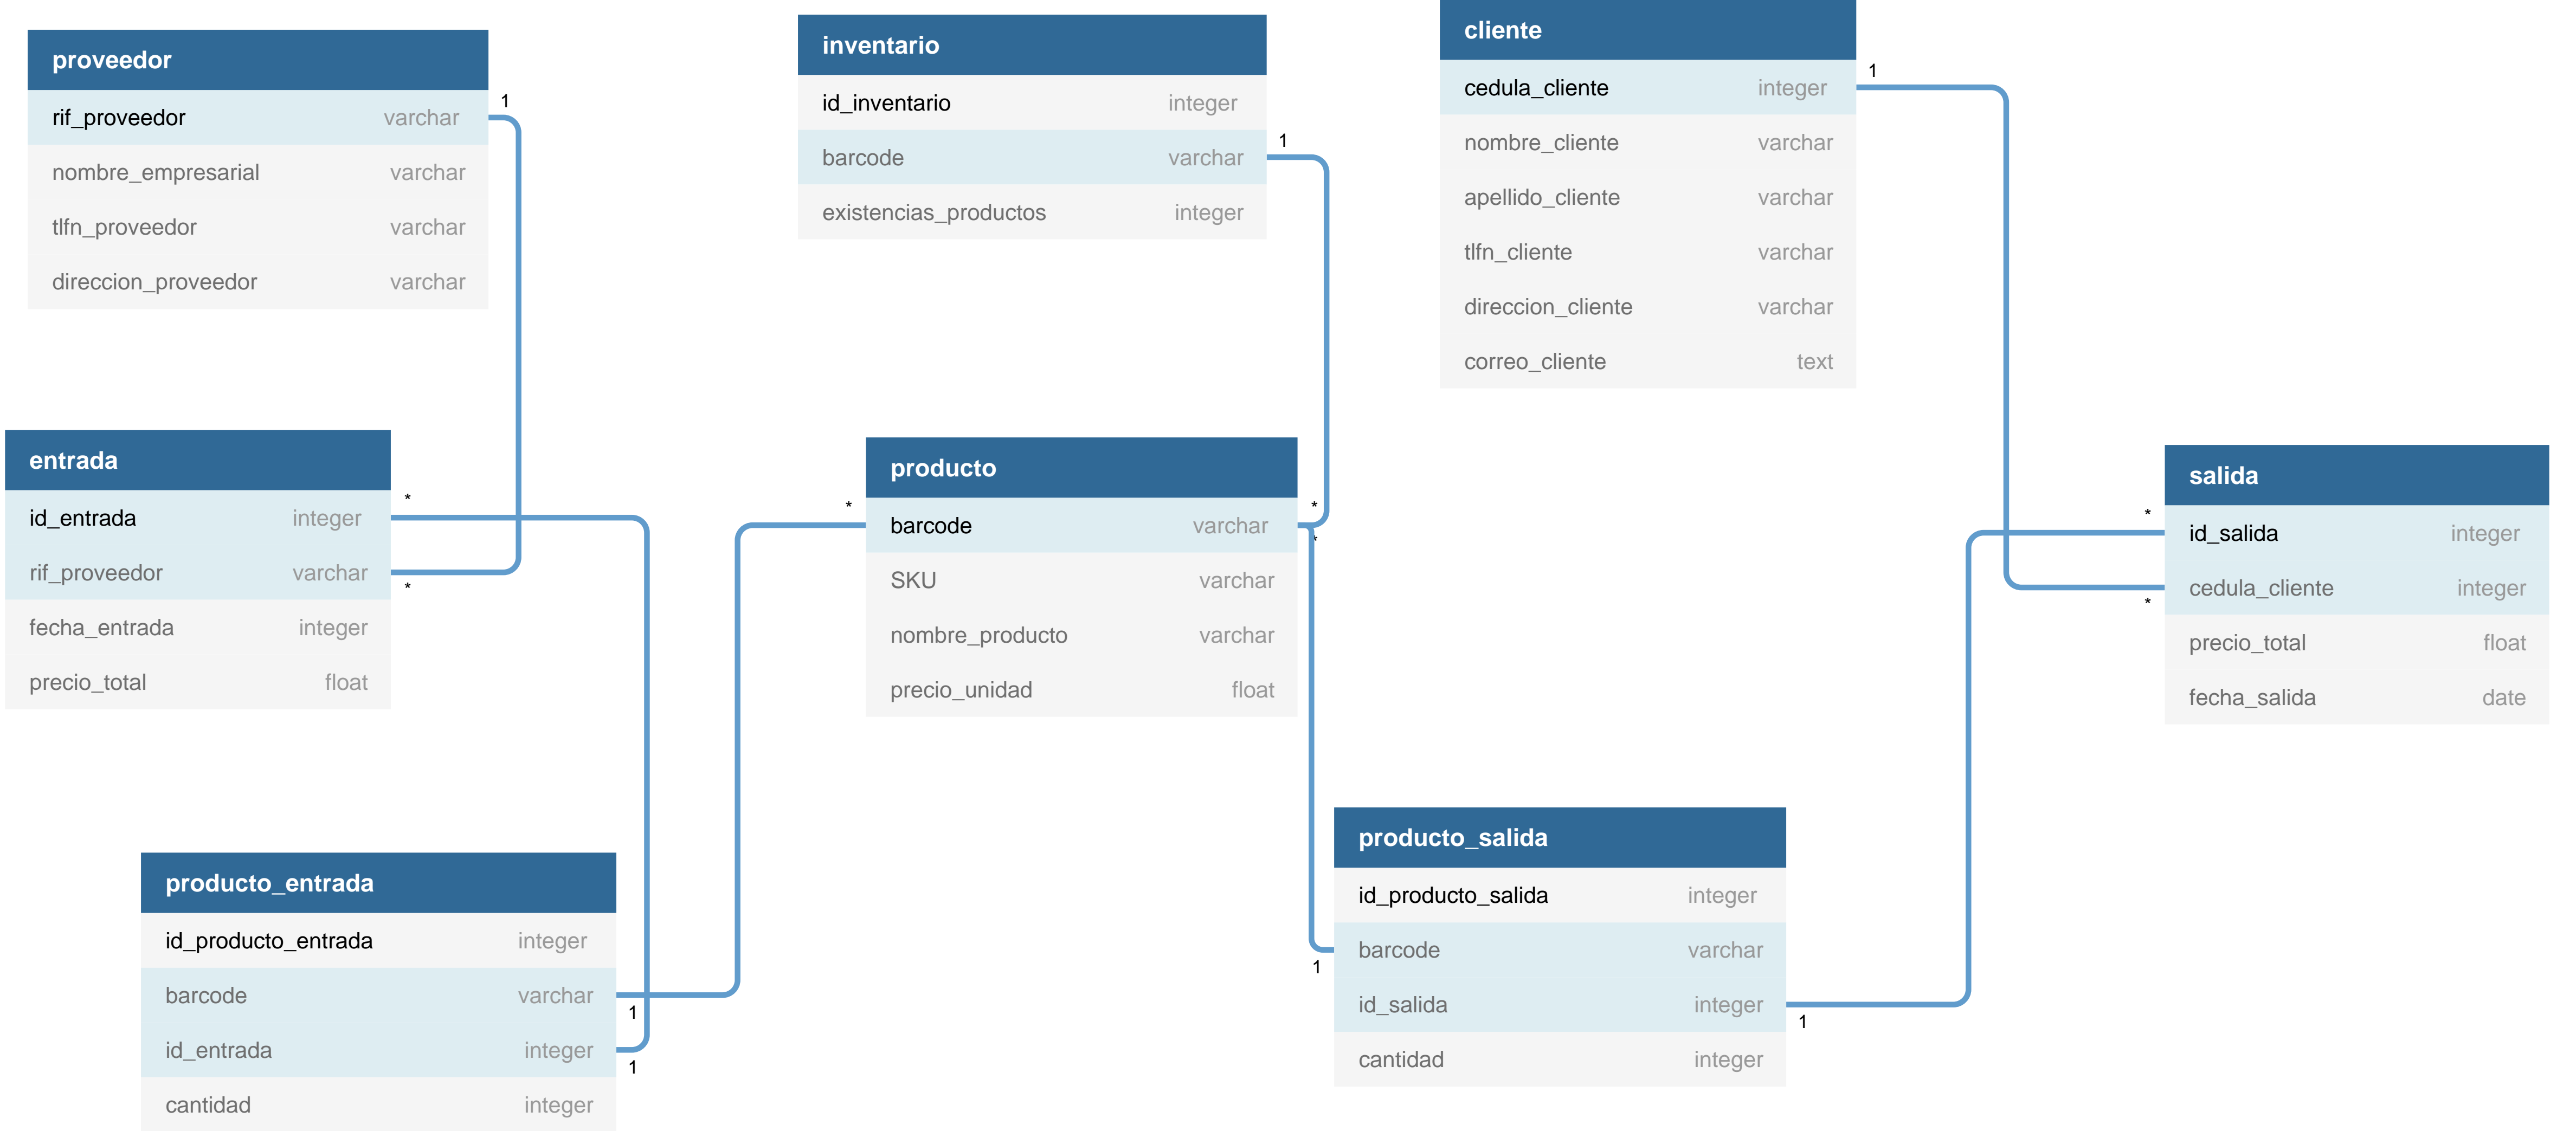 proveedor
rif_proveedor varchar
nombre_empresarial varchar
tlfn_proveedor varchar
direccion_proveedor varchar
1
inventario
id_inventario integer
barcode varchar
existencias_productos integer
1
cliente
cedula_cliente integer
nombre_cliente varchar
apellido_cliente varchar
tlfn_cliente varchar
direccion_cliente varchar
correo_cliente text
1
entrada
id_entrada integer
rif_proveedor varchar
fecha_entrada integer
precio_total float
*
*
producto
barcode varchar
SKU varchar
nombre_producto varchar
precio_unidad float
*
*
*
salida
id_salida integer
cedula_cliente integer
precio_total float
fecha_salida date
*
*
producto_entrada
id_producto_entrada integer
barcode varchar
id_entrada integer
cantidad integer
1
1
producto_salida
id_producto_salida integer
barcode varchar
id_salida integer
cantidad integer
1
1